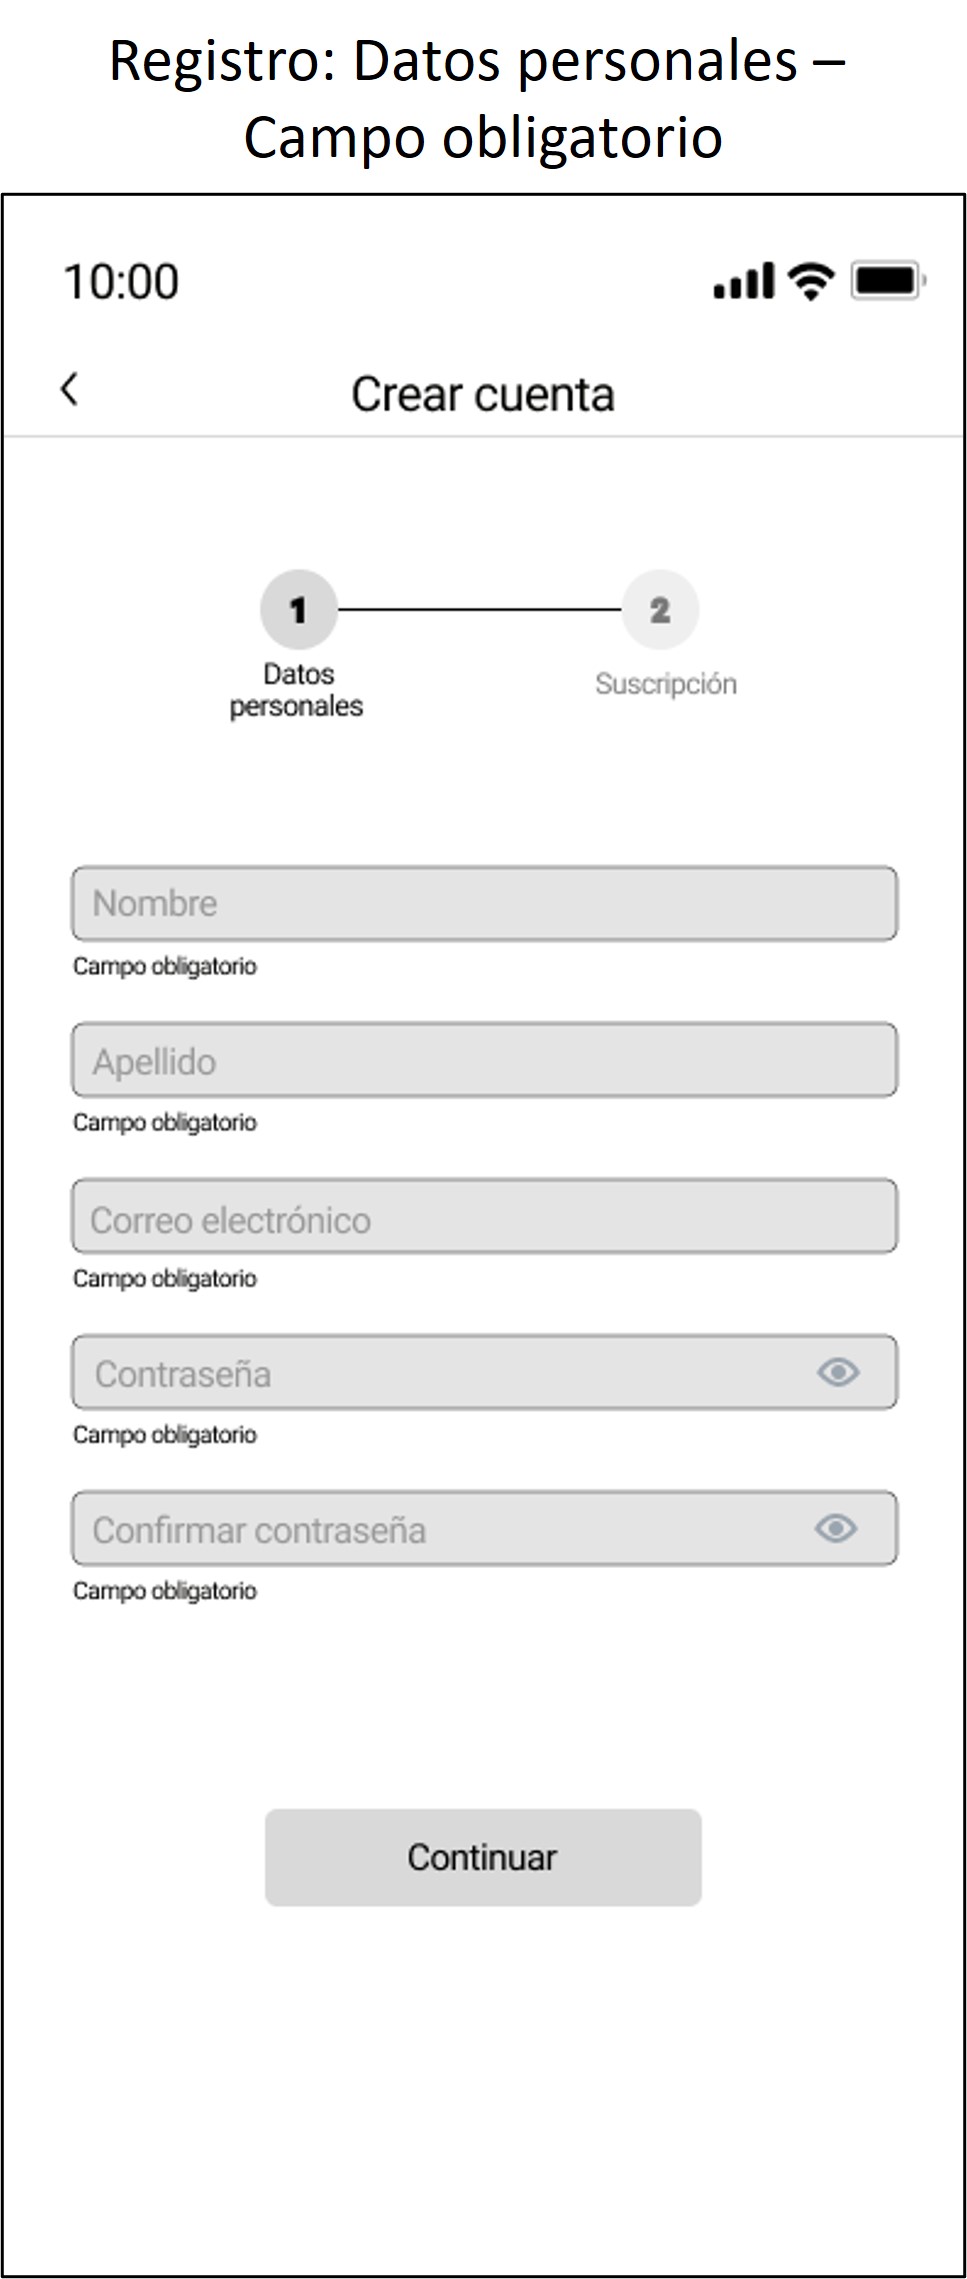 Registro: Datos personales –
Campo obligatorio
10:00
Crear cuenta
1
2
Datos
personales
Suscripción
Nombre
Campo obligatorio
Apellido
Campo obligatorio
Correo electrónico
Campo obligatorio
Contraseña
Campo obligatorio
Confirmar contraseña
Campo obligatorio
Continuar